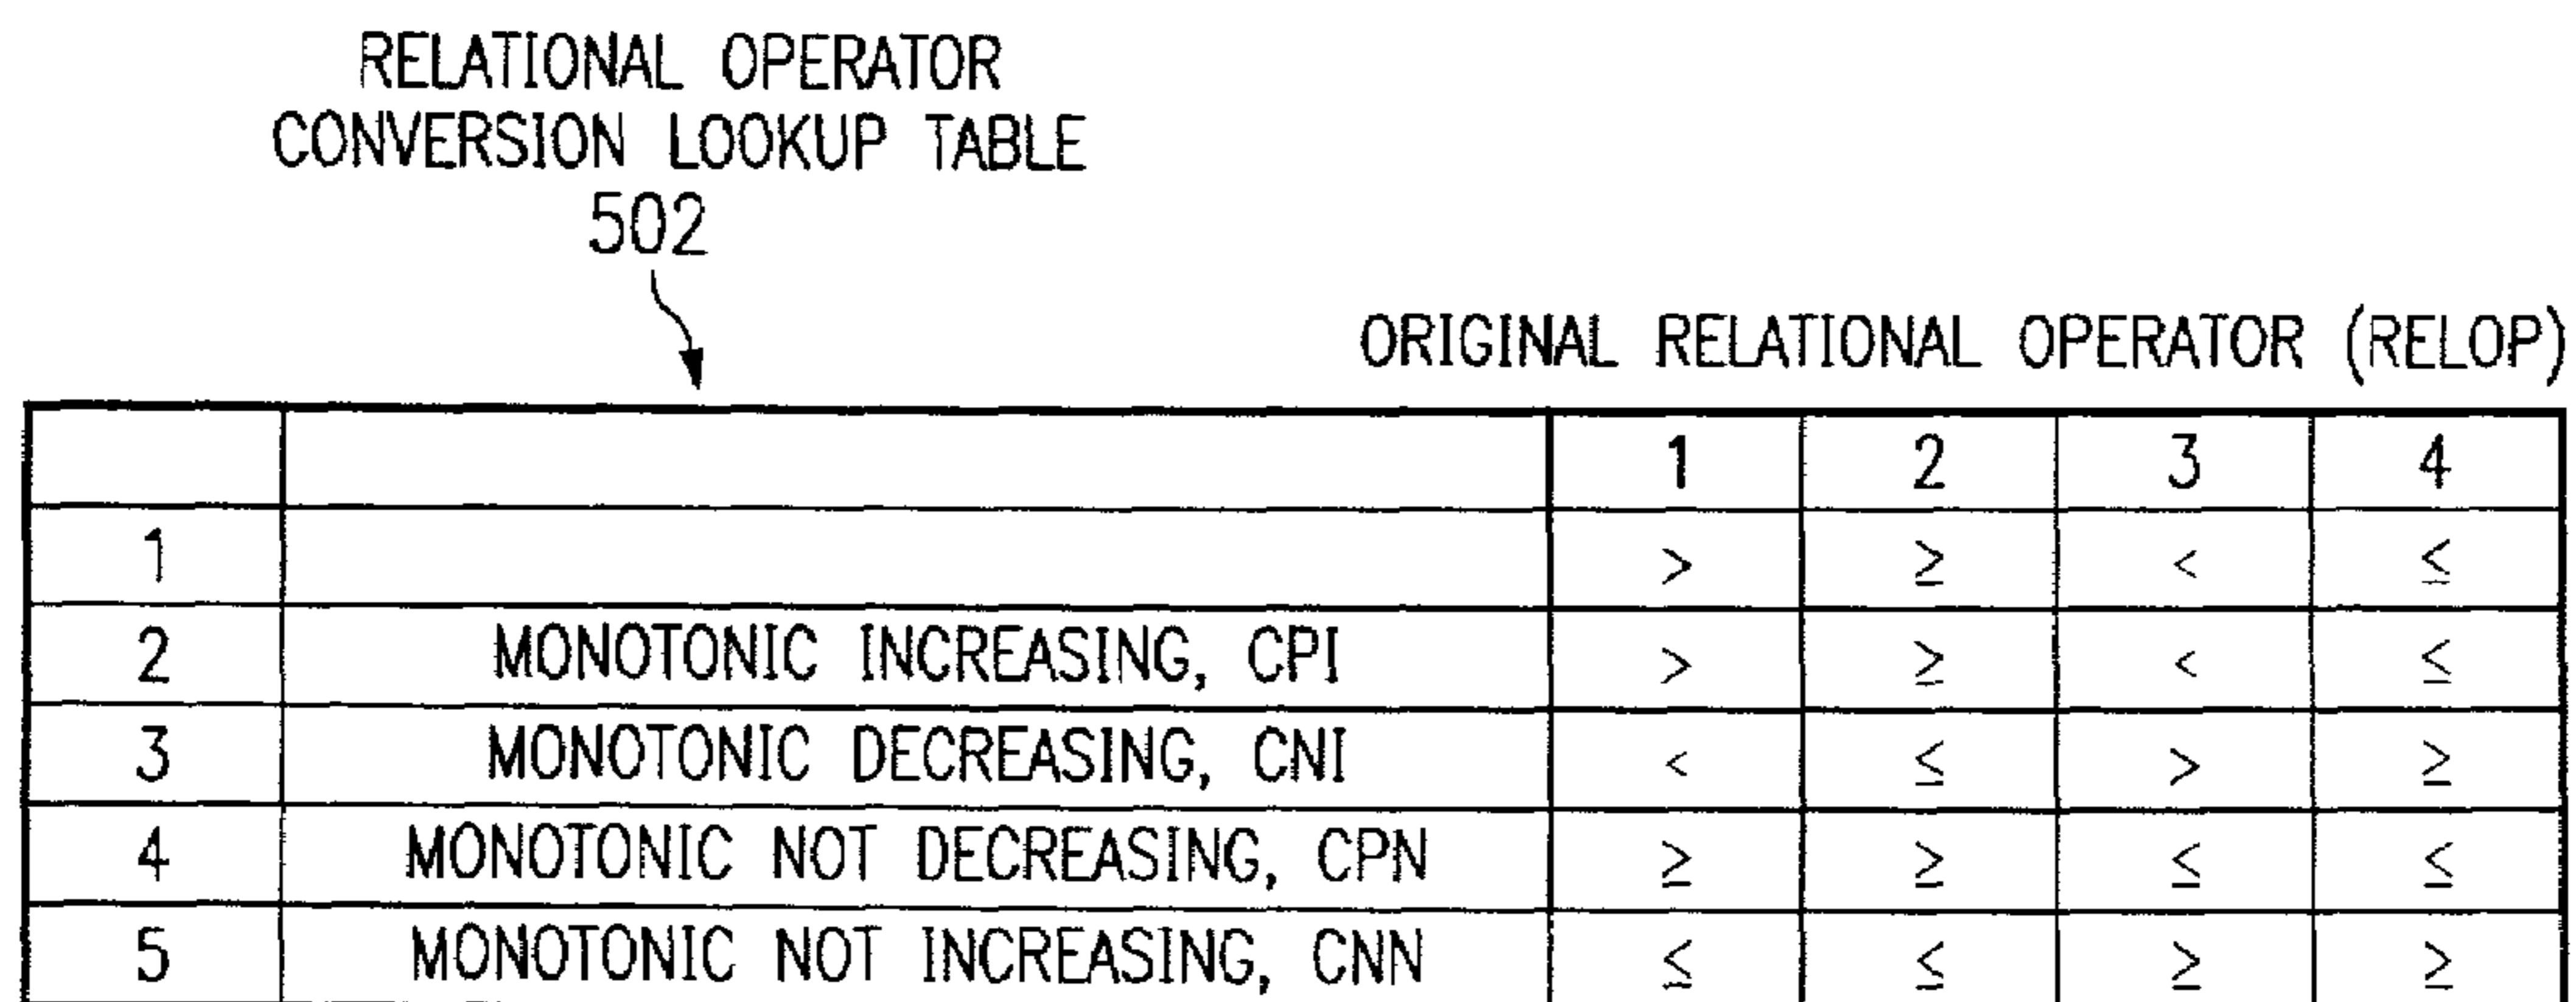 RELATIONAL OPERATOR
CONVERSION LOOKUP TABLE
502
ORIGINAL RELATIONAL OPERATOR (RELOP)
1 2 3 4
1 > ≥ < ≤
2 MONOTONIC INCREASING, CPI > ≥ < ≤
3 MONOTONIC DECREASING, CNI < ≤ > ≥
4 MONOTONIC NOT DECREASING, CPN ≥ ≥ ≤ ≤
5 MONOTONIC NOT INCREASING, CNN ≤ ≤ ≥ ≥